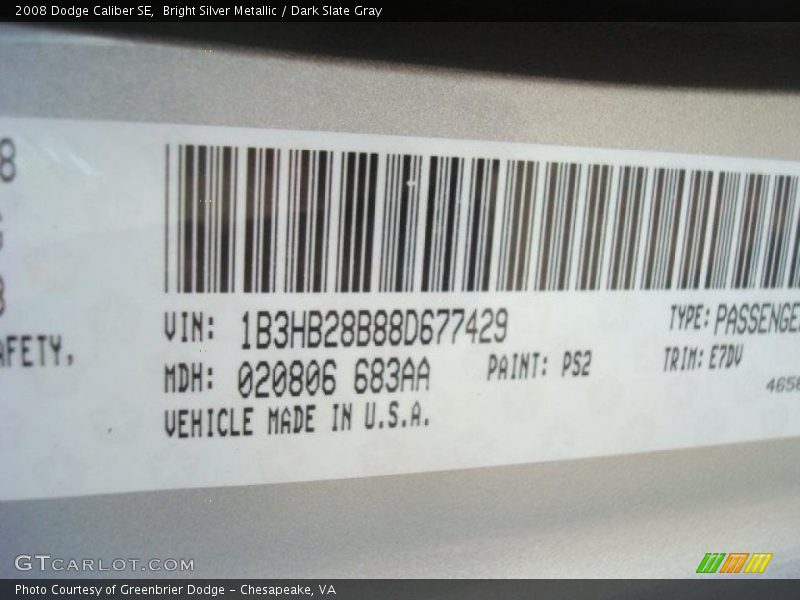 2008 Dodge Caliber SE,  Bright Silver Metallic / Dark Slate Gray
8
8
AFETY,
VIN: 1B3HB28B88D677429
TYPE: PASSENGE
MDH: 020806 683AA
PAINT: PS2
TRIM: E7DV
465
VEHICLE MADE IN U.S.A.
GTCARLOT.COM
Photo Courtesy of Greenbrier Dodge - Chesapeake, VA